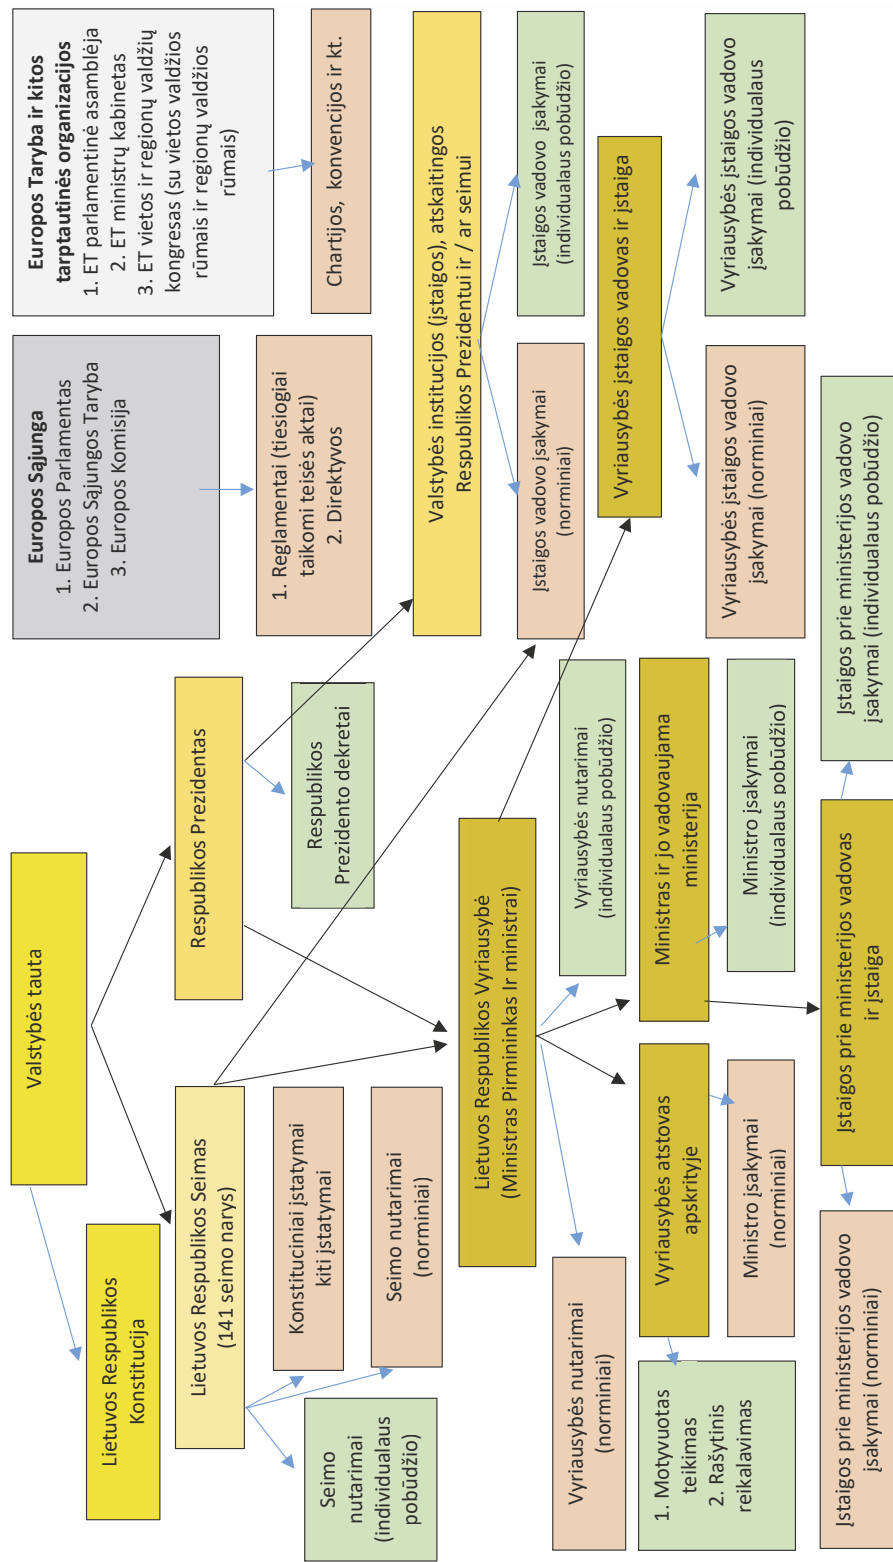 Valstybės tauta
Lietuvos Respublikos
Konstitucija
Lietuvos Respublikos Seimas
(141 seimo narys)
Respublikos Prezidentas
Europos Sąjunga
1. Europos Parlamentas
2. Europos Sąjungos Taryba
3. Europos Komisija
Europos Taryba ir kitos
tarptautinės organizacijos
1. ET parlamentinė asamblėja
2. ET ministrų kabinetas
3. ET vietos ir regionų valdžių
kongresas (su vietos valdžios
rūmais ir regionų valdžios
rūmais)
Seimo
nutarimai
(individualaus
pobūdžio)
Konstituciniai įstatymai
kiti įstatymai
Seimo nutarimai
(norminiai)
Respublikos
Prezidento dekretai
1. Reglamentai (tiesiogiai
taikomi teisės aktai)
2. Direktyvos
Chartijos, konvencijos ir kt.
Lietuvos Respublikos Vyriausybė
(Ministras Pirmininkas Ir ministrai)
Valstybės institucijos (įstaigos), atskaitingos
Respublikos Prezidentui ir / ar seimui
Vyriausybės nutarimai
(norminiai)
Vyriausybės nutarimai
(individualaus pobūdžio)
Įstaigos vadovo įsakymai
(norminiai)
Įstaigos vadovo įsakymai
(individualaus pobūdžio)
Vyriausybės atstovas
apskrityje
Ministras ir jo vadovaujama
ministerija
Vyriausybės įstaigos vadovas ir įstaiga
1. Motyvuotas
teikimas
2. Rašytinis
reikalavimas
Ministro įsakymai
(norminiai)
Ministro įsakymai
(individualaus pobūdžio)
Vyriausybės įstaigos vadovo
įsakymai (norminiai)
Vyriausybės įstaigos vadovo
įsakymai (individualaus
pobūdžio)
Įstaigos prie ministerijos vadovo
įsakymai (norminiai)
Įstaigos prie ministerijos vadovas
ir įstaiga
Įstaigos prie ministerijos vadovo
įsakymai (individualaus pobūdžio)